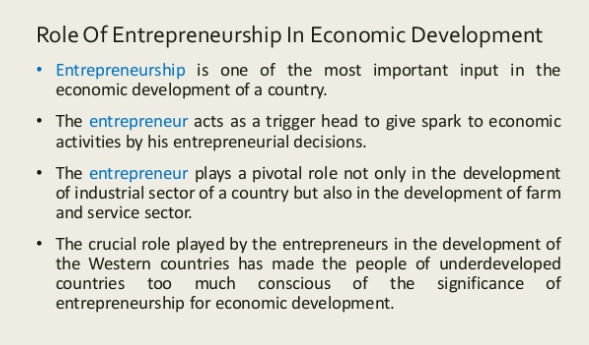 Role Of Entrepreneurship In Economic Development
• Entrepreneurship is one of the most important input in the
economic development of a country.
• The entrepreneur acts as a trigger head to give spark to economic
activities by his entrepreneurial decisions.
• The entrepreneur plays a pivotal role not only in the development
of industrial sector of a country but also in the development of farm
and service sector.
• The crucial role played by the entrepreneurs in the development of
the Western countries has made the people of underdeveloped
countries too much conscious of the significance of
entrepreneurship for economic development.